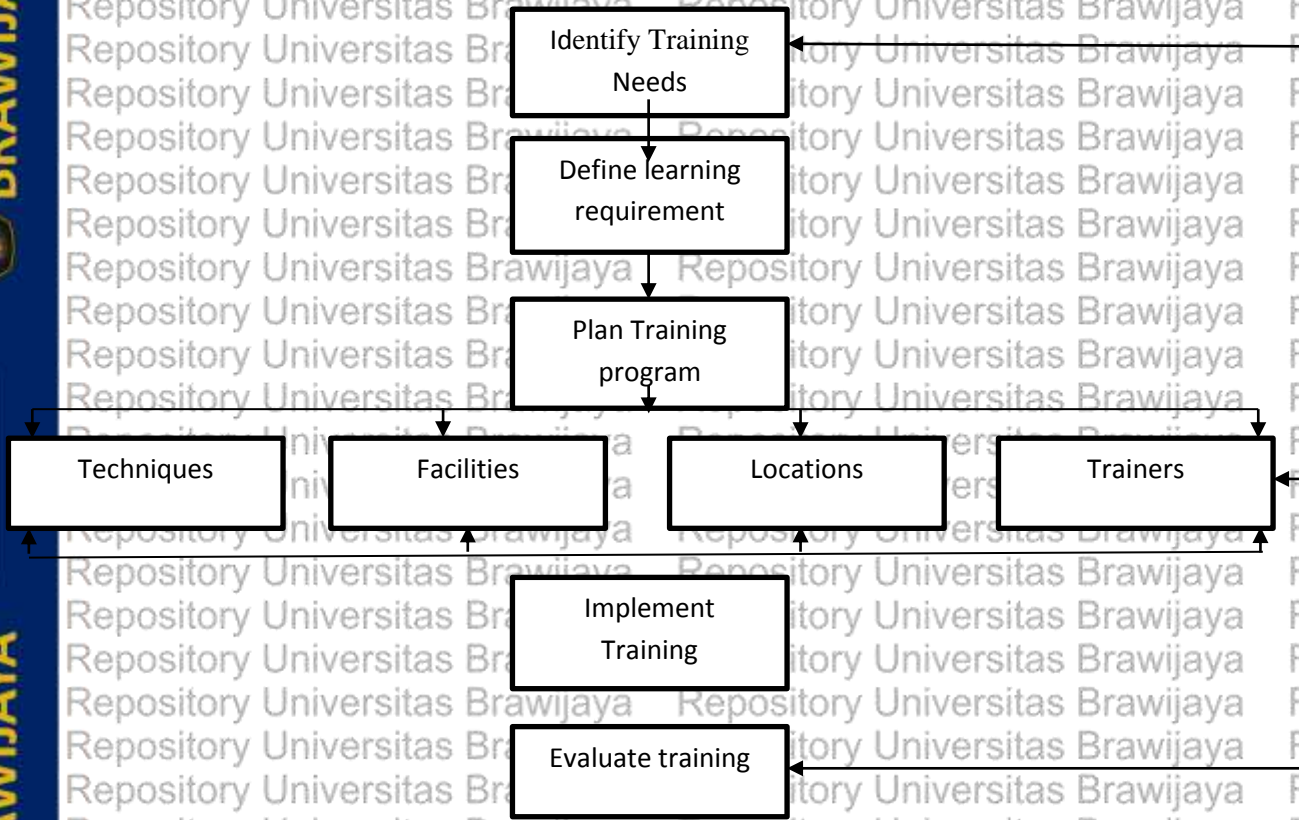 Identify Training
Needs
Define learning
requirement
Plan Training
program
Techniques
Facilities
Locations
Trainers
Implement
Training
Evaluate training
Repository Universitas Brawijaya
BRAWIJAYA